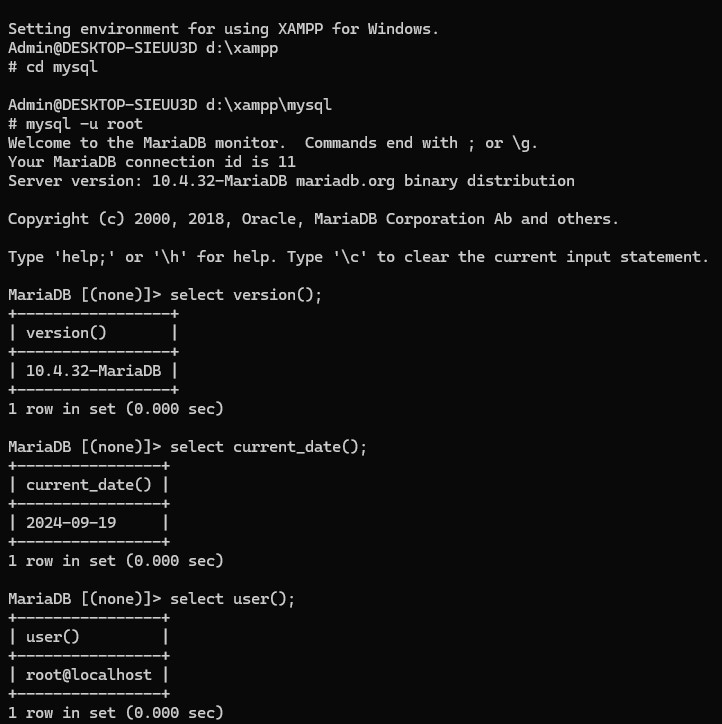 Setting environment for using XAMPP for Windows.
Admin@DESKTOP-SIEUU3D d:\xampp
# cd mysql

Admin@DESKTOP-SIEUU3D d:\xampp\mysql
# mysql -u root
Welcome to the MariaDB monitor.  Commands end with ; or \g.
Your MariaDB connection id is 11
Server version: 10.4.32-MariaDB mariadb.org binary distribution

Copyright (c) 2000, 2018, Oracle, MariaDB Corporation Ab and others.

Type 'help;' or '\h' for help. Type '\c' to clear the current input statement.

MariaDB [(none)]> select version();
+-----------------+
| version()       |
+-----------------+
| 10.4.32-MariaDB |
+-----------------+
1 row in set (0.000 sec)

MariaDB [(none)]> select current_date();
+----------------+
| current_date() |
+----------------+
| 2024-09-19     |
+----------------+
1 row in set (0.000 sec)

MariaDB [(none)]> select user();
+----------------+
| user()         |
+----------------+
| root@localhost |
+----------------+
1 row in set (0.000 sec)